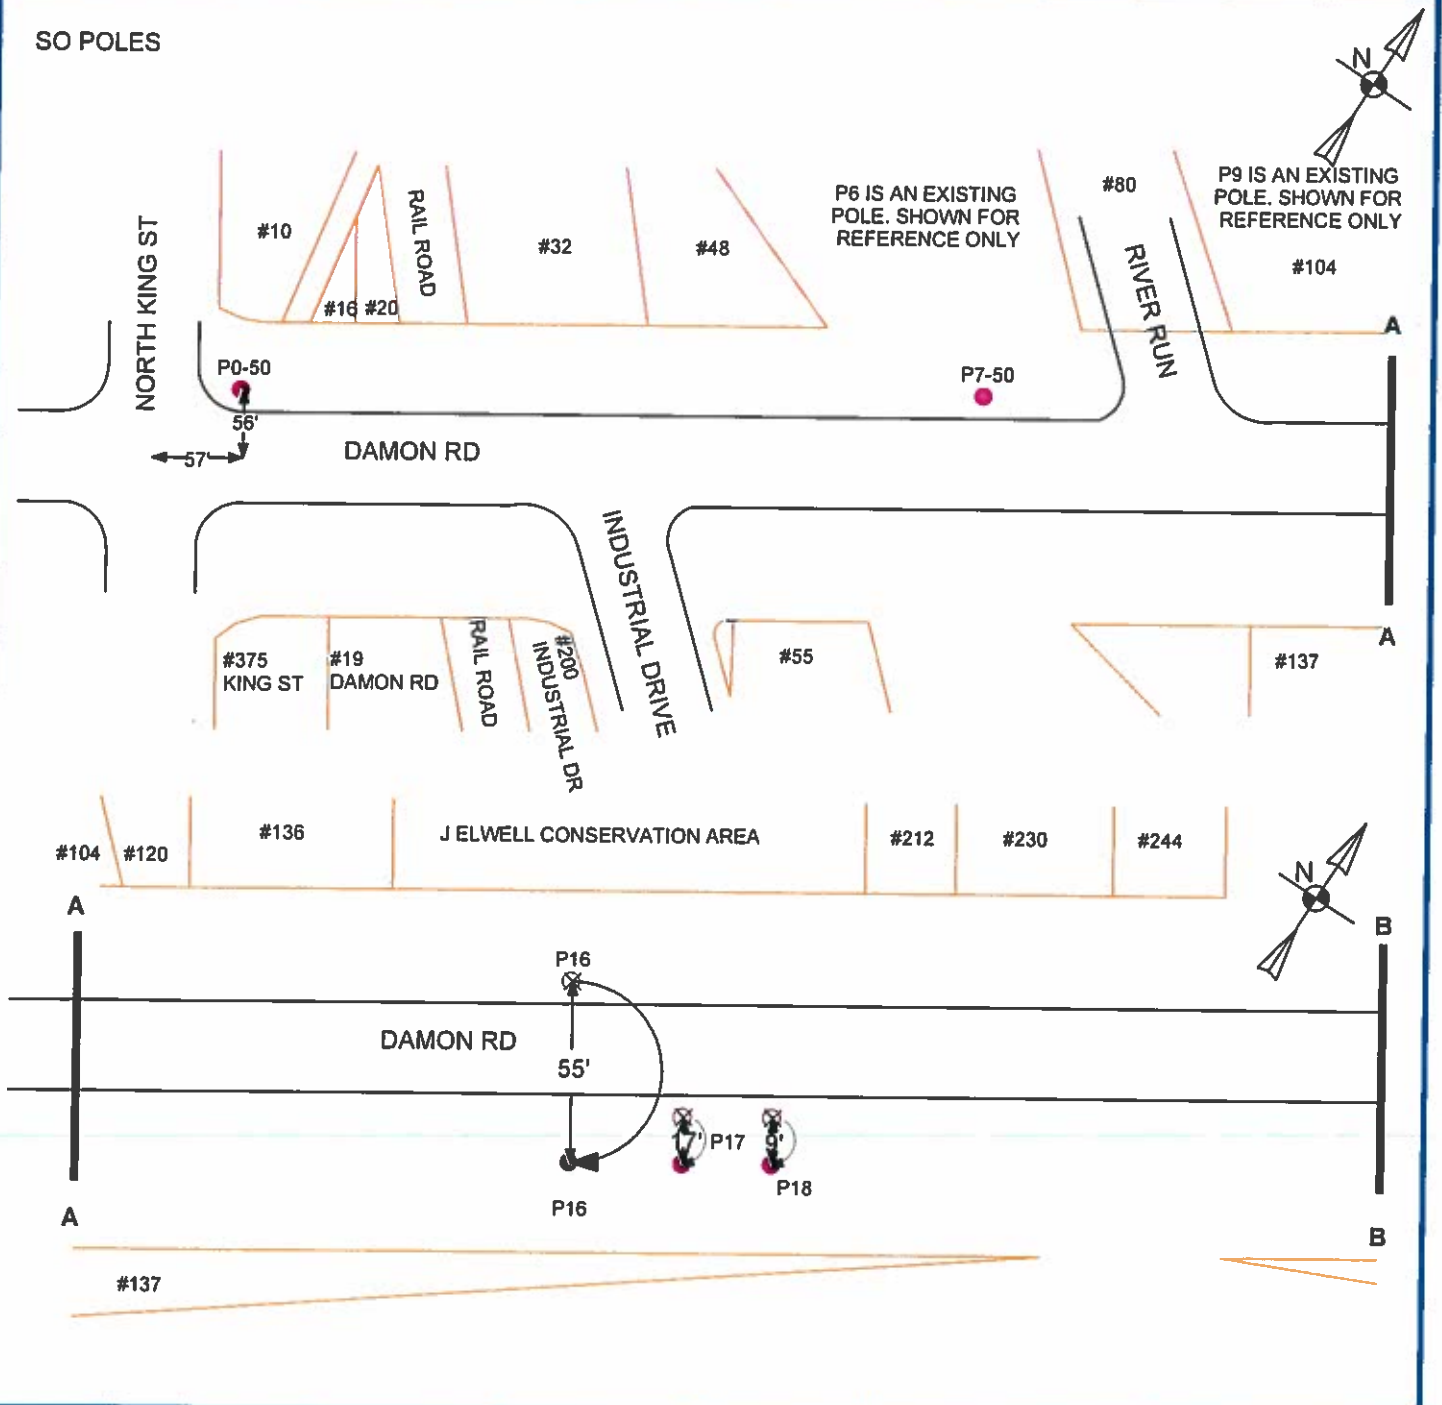 SO POLES
N
P6 IS AN EXISTING
POLE. SHOWN FOR
REFERENCE ONLY
#80
P9 IS AN EXISTING
POLE. SHOWN FOR
REFERENCE ONLY
#10
#16
#20
RAIL ROAD
#32
#48
#104
NORTH KING ST
RIVER RUN
A
P0-50
P7-50
56'
57'
DAMON RD
INDUSTRIAL DRIVE
#375
KING ST
#19
DAMON RD
RAIL ROAD
#200
INDUSTRIAL DR
#55
#137
A
#104
#120
#136
J ELWELL CONSERVATION AREA
#212
#230
#244
N
A
B
P16
DAMON RD
55'
17'
P17
9'
P18
P16
A
B
#137